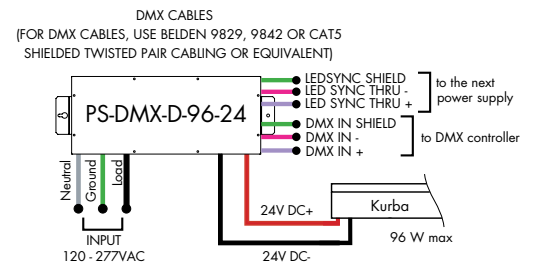 DMX CABLES
(FOR DMX CABLES, USE BELDEN 9829, 9842 OR CAT5
SHIELDED TWISTED PAIR CABLING OR EQUIVALENT)
LEDSYNC SHIELD
LED SYNC THRU -
LED SYNC THRU +
to the next
power supply
PS-DMX-D-96-24
DMX IN SHIELD
DMX IN -
DMX IN +
to DMX controller
Neutral
Ground
Load
24V DC+
Kurba
96 W max
INPUT
120 - 277VAC
24V DC-